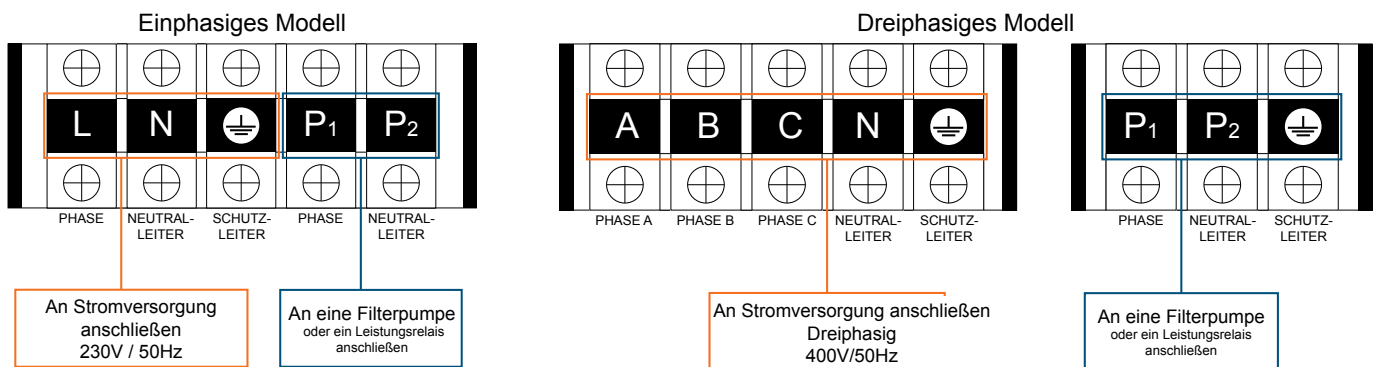 Einphasiges Modell
L N P1 P2
PHASE NEUTRAL- SCHUTZ- PHASE NEUTRAL-
LEITER LEITER LEITER
An Stromversorgung
anschließen
230V / 50Hz
An eine Filterpumpe
oder ein Leistungsrelais
anschließen
Dreiphasiges Modell
A B C N
PHASE A PHASE B PHASE C NEUTRAL- SCHUTZ-
LEITER LEITER
An Stromversorgung anschließen
Dreiphasig
400V/50Hz
P1 P2
PHASE NEUTRAL- SCHUTZ-
LEITER LEITER
An eine Filterpumpe
oder ein Leistungsrelais
anschließen